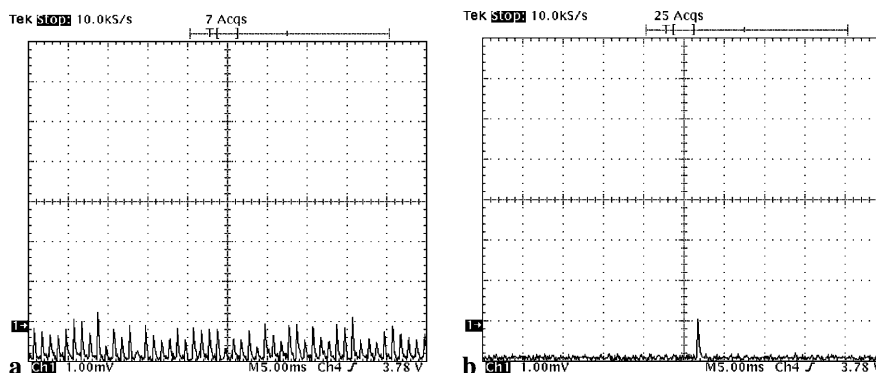 Tek Stop: 10.0kS/s 7 Acqs
T
1
a Ch1 1.00mV M5.00ms Ch4 ∫ 3.78 V
Tek Stop: 10.0kS/s 25 Acqs
T
1
b Ch1 1.00mV M5.00ms Ch4 ∫ 3.78 V